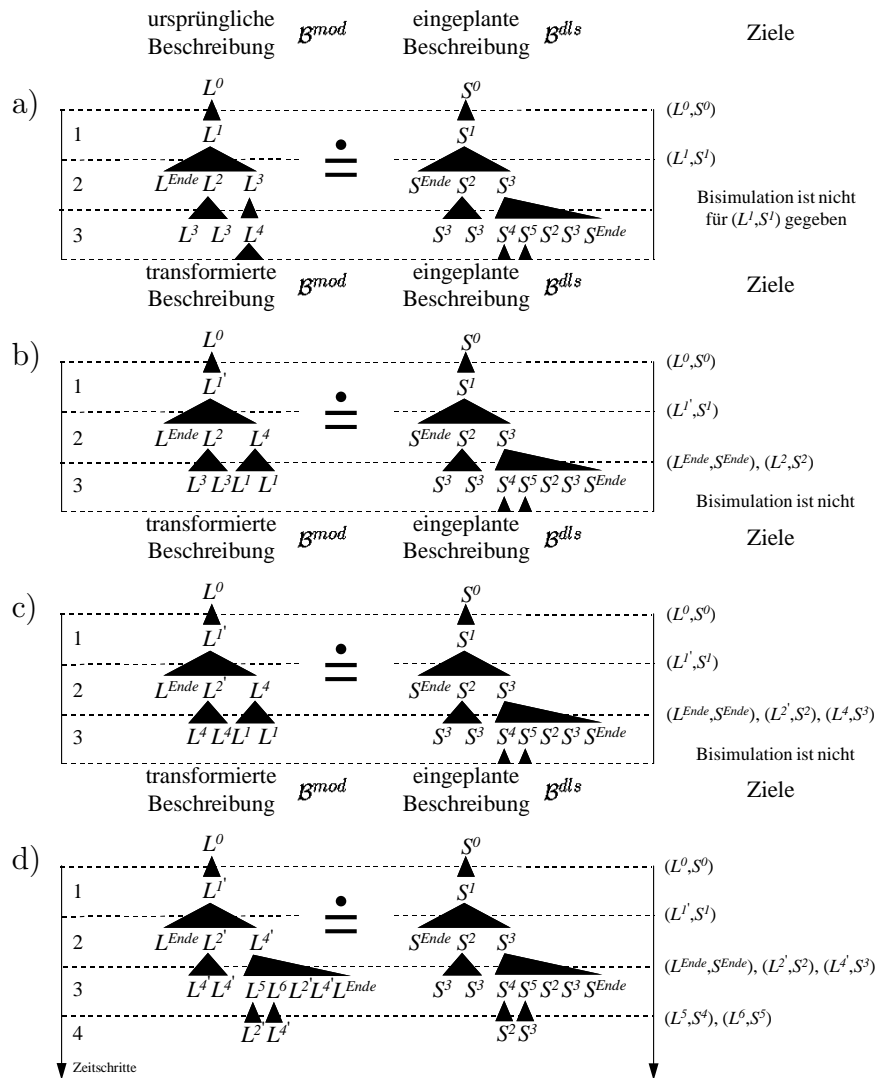 ursprüngliche eingeplante
Beschreibung B^mod Beschreibung B^dls Ziele
a) L^0 S^0 (L^0,S^0)
1 L^1 S^1 (L^1,S^1)
2 L^Ende L^2 L^3 S^Ende S^2 S^3 Bisimulation ist nicht
für (L^1,S^1) gegeben
3 L^3 L^3 L^4 S^3 S^3 S^4 S^5 S^2 S^3 S^Ende
transformierte eingeplante
Beschreibung B^mod Beschreibung B^dls Ziele
b) L^0 S^0 (L^0,S^0)
1 L^1' S^1 (L^1',S^1)
2 L^Ende L^2 L^4 S^Ende S^2 S^3 (L^Ende,S^Ende), (L^2,S^2)
3 L^3 L^3 L^1 L^1 S^3 S^3 S^4 S^5 S^2 S^3 S^Ende
Bisimulation ist nicht
transformierte eingeplante
Beschreibung B^mod Beschreibung B^dls Ziele
c) L^0 S^0 (L^0,S^0)
1 L^1' S^1 (L^1',S^1)
2 L^Ende L^2' L^4 S^Ende S^2 S^3 (L^Ende,S^Ende), (L^2',S^2), (L^4,S^3)
3 L^4 L^4 L^1 L^1 S^3 S^3 S^4 S^5 S^2 S^3 S^Ende
Bisimulation ist nicht
transformierte eingeplante
Beschreibung B^mod Beschreibung B^dls Ziele
d) L^0 S^0 (L^0,S^0)
1 L^1' S^1 (L^1',S^1)
2 L^Ende L^2' L^4' S^Ende S^2 S^3 (L^Ende,S^Ende), (L^2',S^2), (L^4',S^3)
3 L^4' L^4' L^5 L^6 L^2' L^4' L^Ende S^3 S^3 S^4 S^5 S^2 S^3 S^Ende
(L^5,S^4), (L^6,S^5)
4 L^2' L^4' S^2 S^3
Zeitschritte